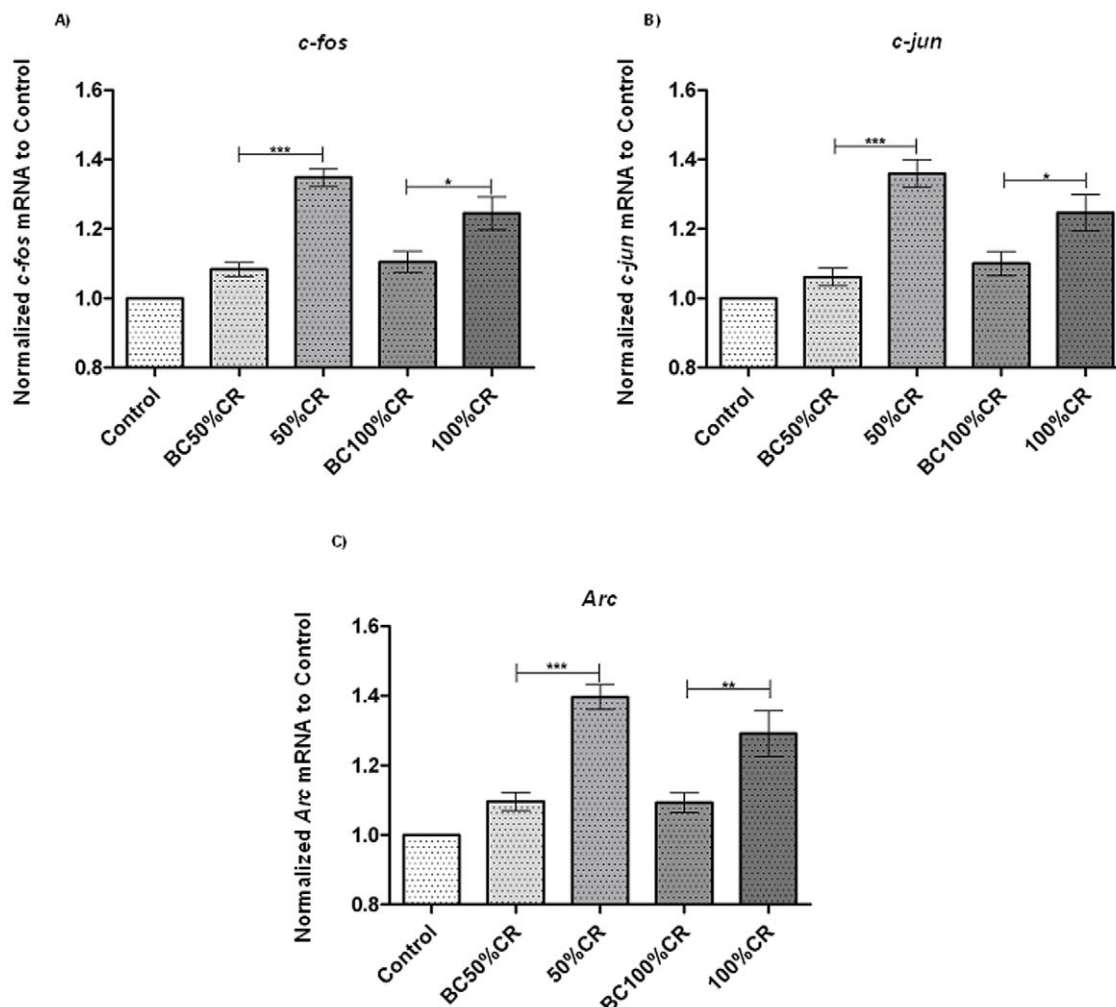 A)
c-fos
Normalized c-fos mRNA to Control
1.6
1.4
1.2
1.0
0.8
***
*
Control
BC50%CR
50%CR
BC100%CR
100%CR
B)
c-jun
Normalized c-jun mRNA to Control
1.6
1.4
1.2
1.0
0.8
***
*
Control
BC50%CR
50%CR
BC100%CR
100%CR
C)
Arc
Normalized Arc mRNA to Control
1.6
1.4
1.2
1.0
0.8
***
**
Control
BC50%CR
50%CR
BC100%CR
100%CR